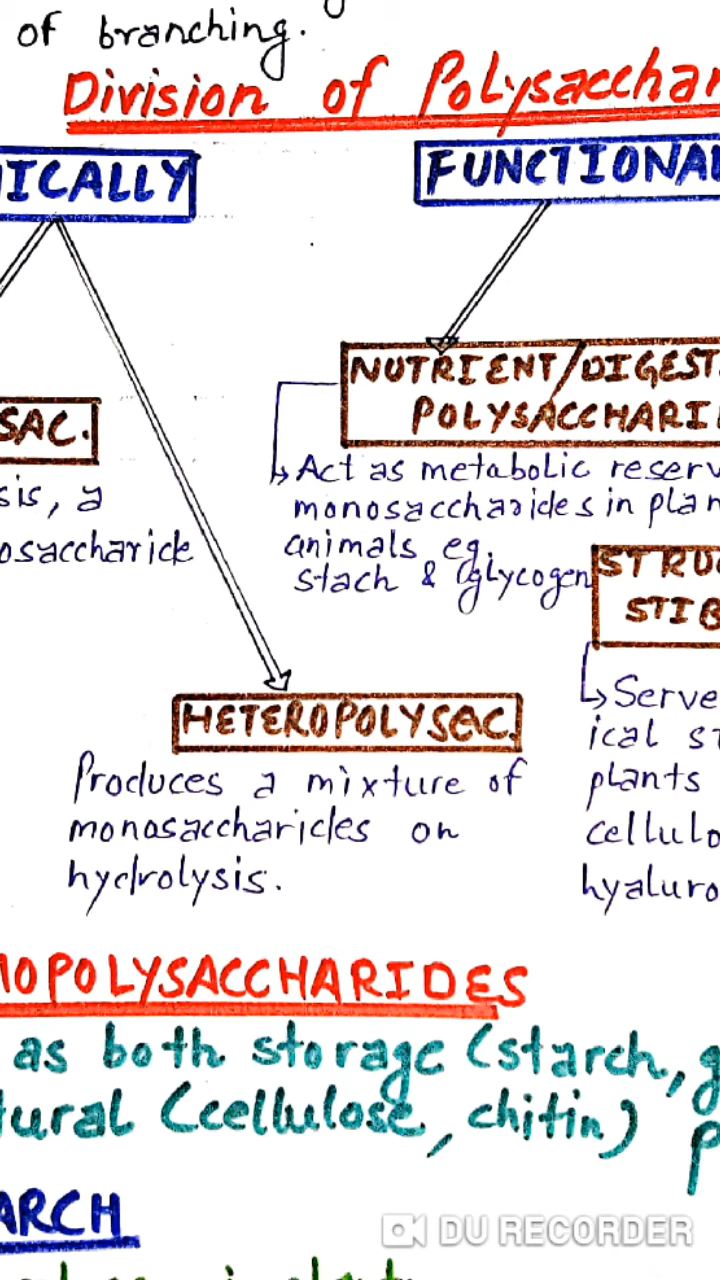 of branching.
Division of Polysacchar
ICALLY
FUNCTIONAL
NUTRIENT/DIGEST
POLYSACCHARI
SAC.
Act as metabolic reserv
sis, a
monosaccharides in plan
osaccharide
animals eg.
stach & glycogen
STRUC
STIB
HETEROPOLYSAC.
Serve
ical st
Produces a mixture of
plants
monosaccharides on
cellulo
hydrolysis.
hyaluro
MOPOLYSACCHARIDES
as both storage (starch, g
tural (cellulose, chitin)
ARCH
DU RECORDER